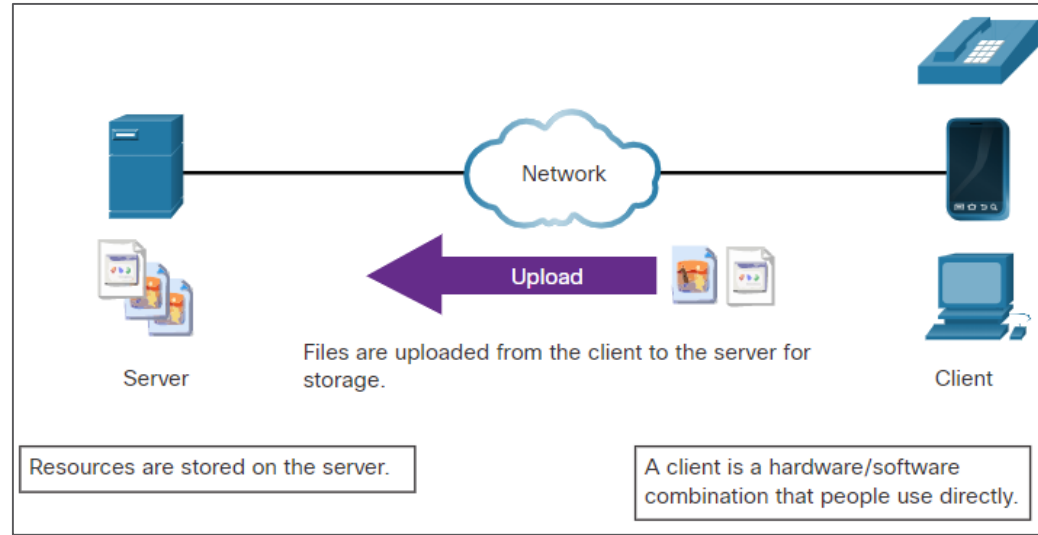 Network
Upload
Files are uploaded from the client to the server for
storage.
Server
Client
Resources are stored on the server.
A client is a hardware/software
combination that people use directly.